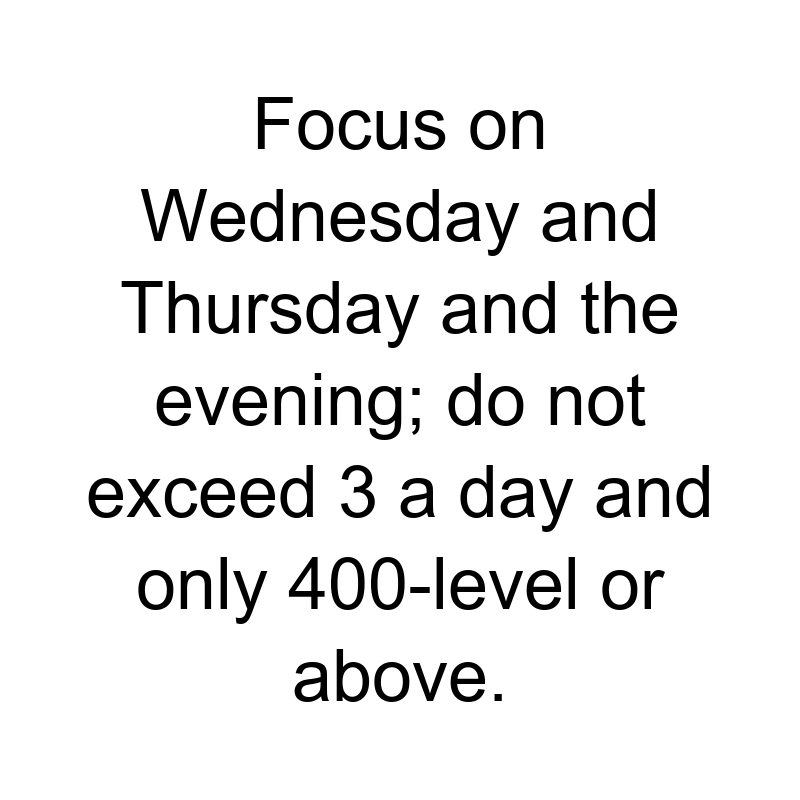 Focus on
Wednesday and
Thursday and the
evening; do not
exceed 3 a day and
only 400-level or
above.